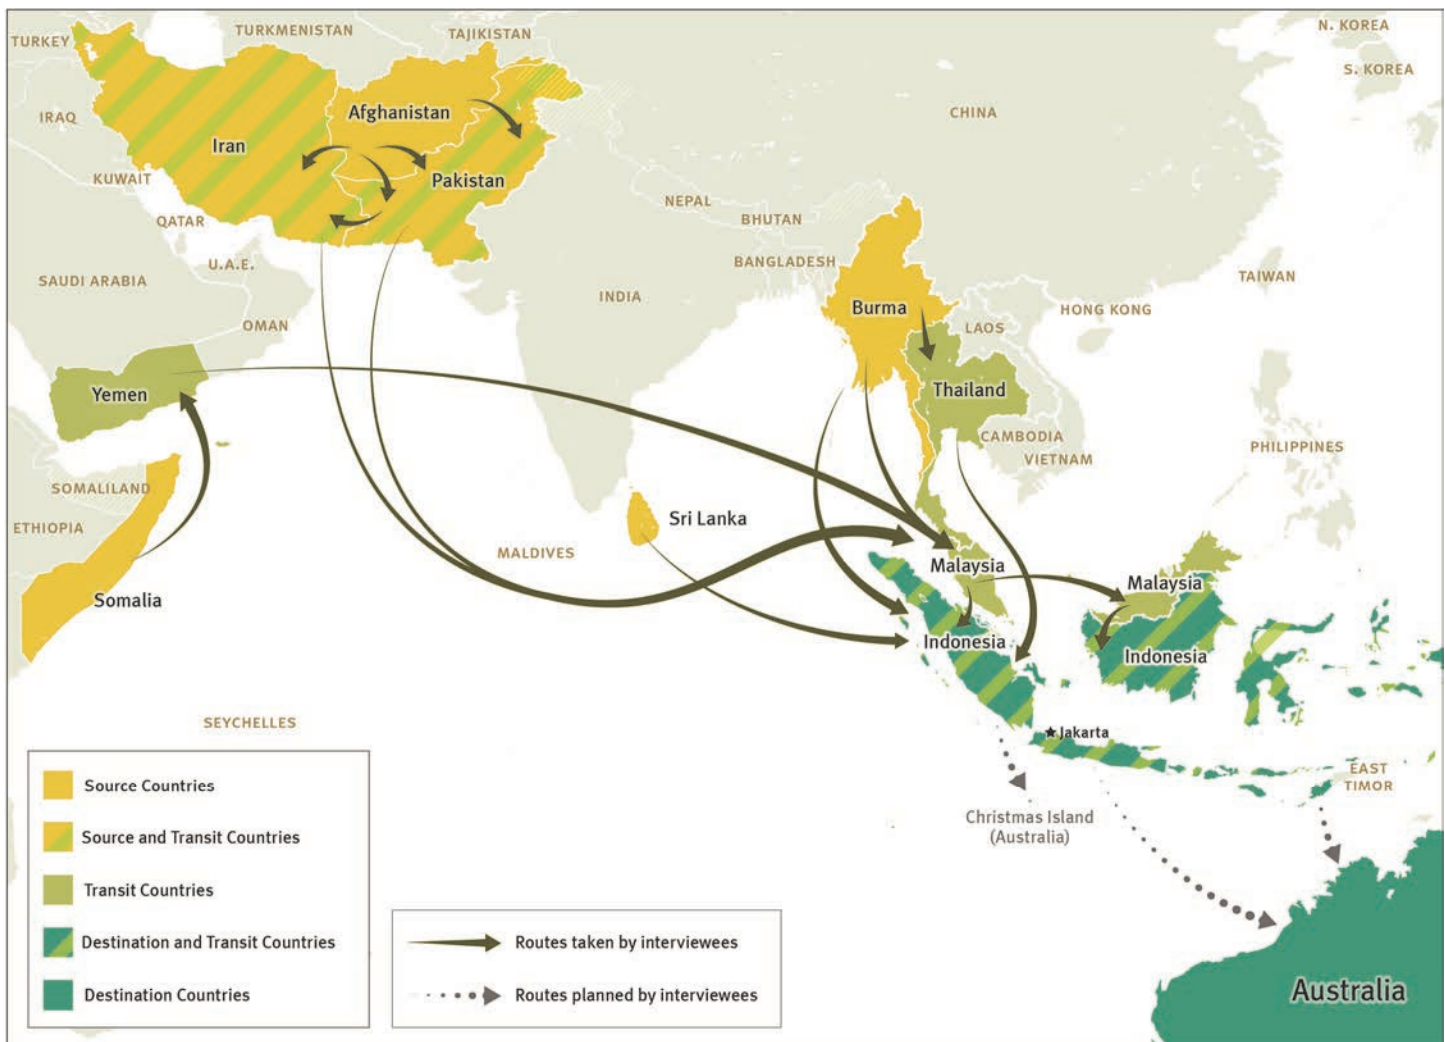 N. KOREA
TURKMENISTAN
TAJIKISTAN
TURKEY
S. KOREA
Afghanistan
CHINA
IRAQ
Iran
KUWAIT
Pakistan
NEPAL
QATAR
BHUTAN
BANGLADESH
U.A.E.
TAIWAN
SAUDI ARABIA
INDIA
Burma
HONG KONG
OMAN
LAOS
Yemen
Thailand
CAMBODIA
PHILIPPINES
VIETNAM
SOMALILAND
Sri Lanka
ETHIOPIA
MALDIVES
Malaysia
Malaysia
Somalia
Indonesia
Indonesia
SEYCHELLES
Jakarta
EAST
TIMOR
Christmas Island
(Australia)
Source Countries
Source and Transit Countries
Transit Countries
Destination and Transit Countries
Destination Countries
Routes taken by interviewees
Routes planned by interviewees
Australia